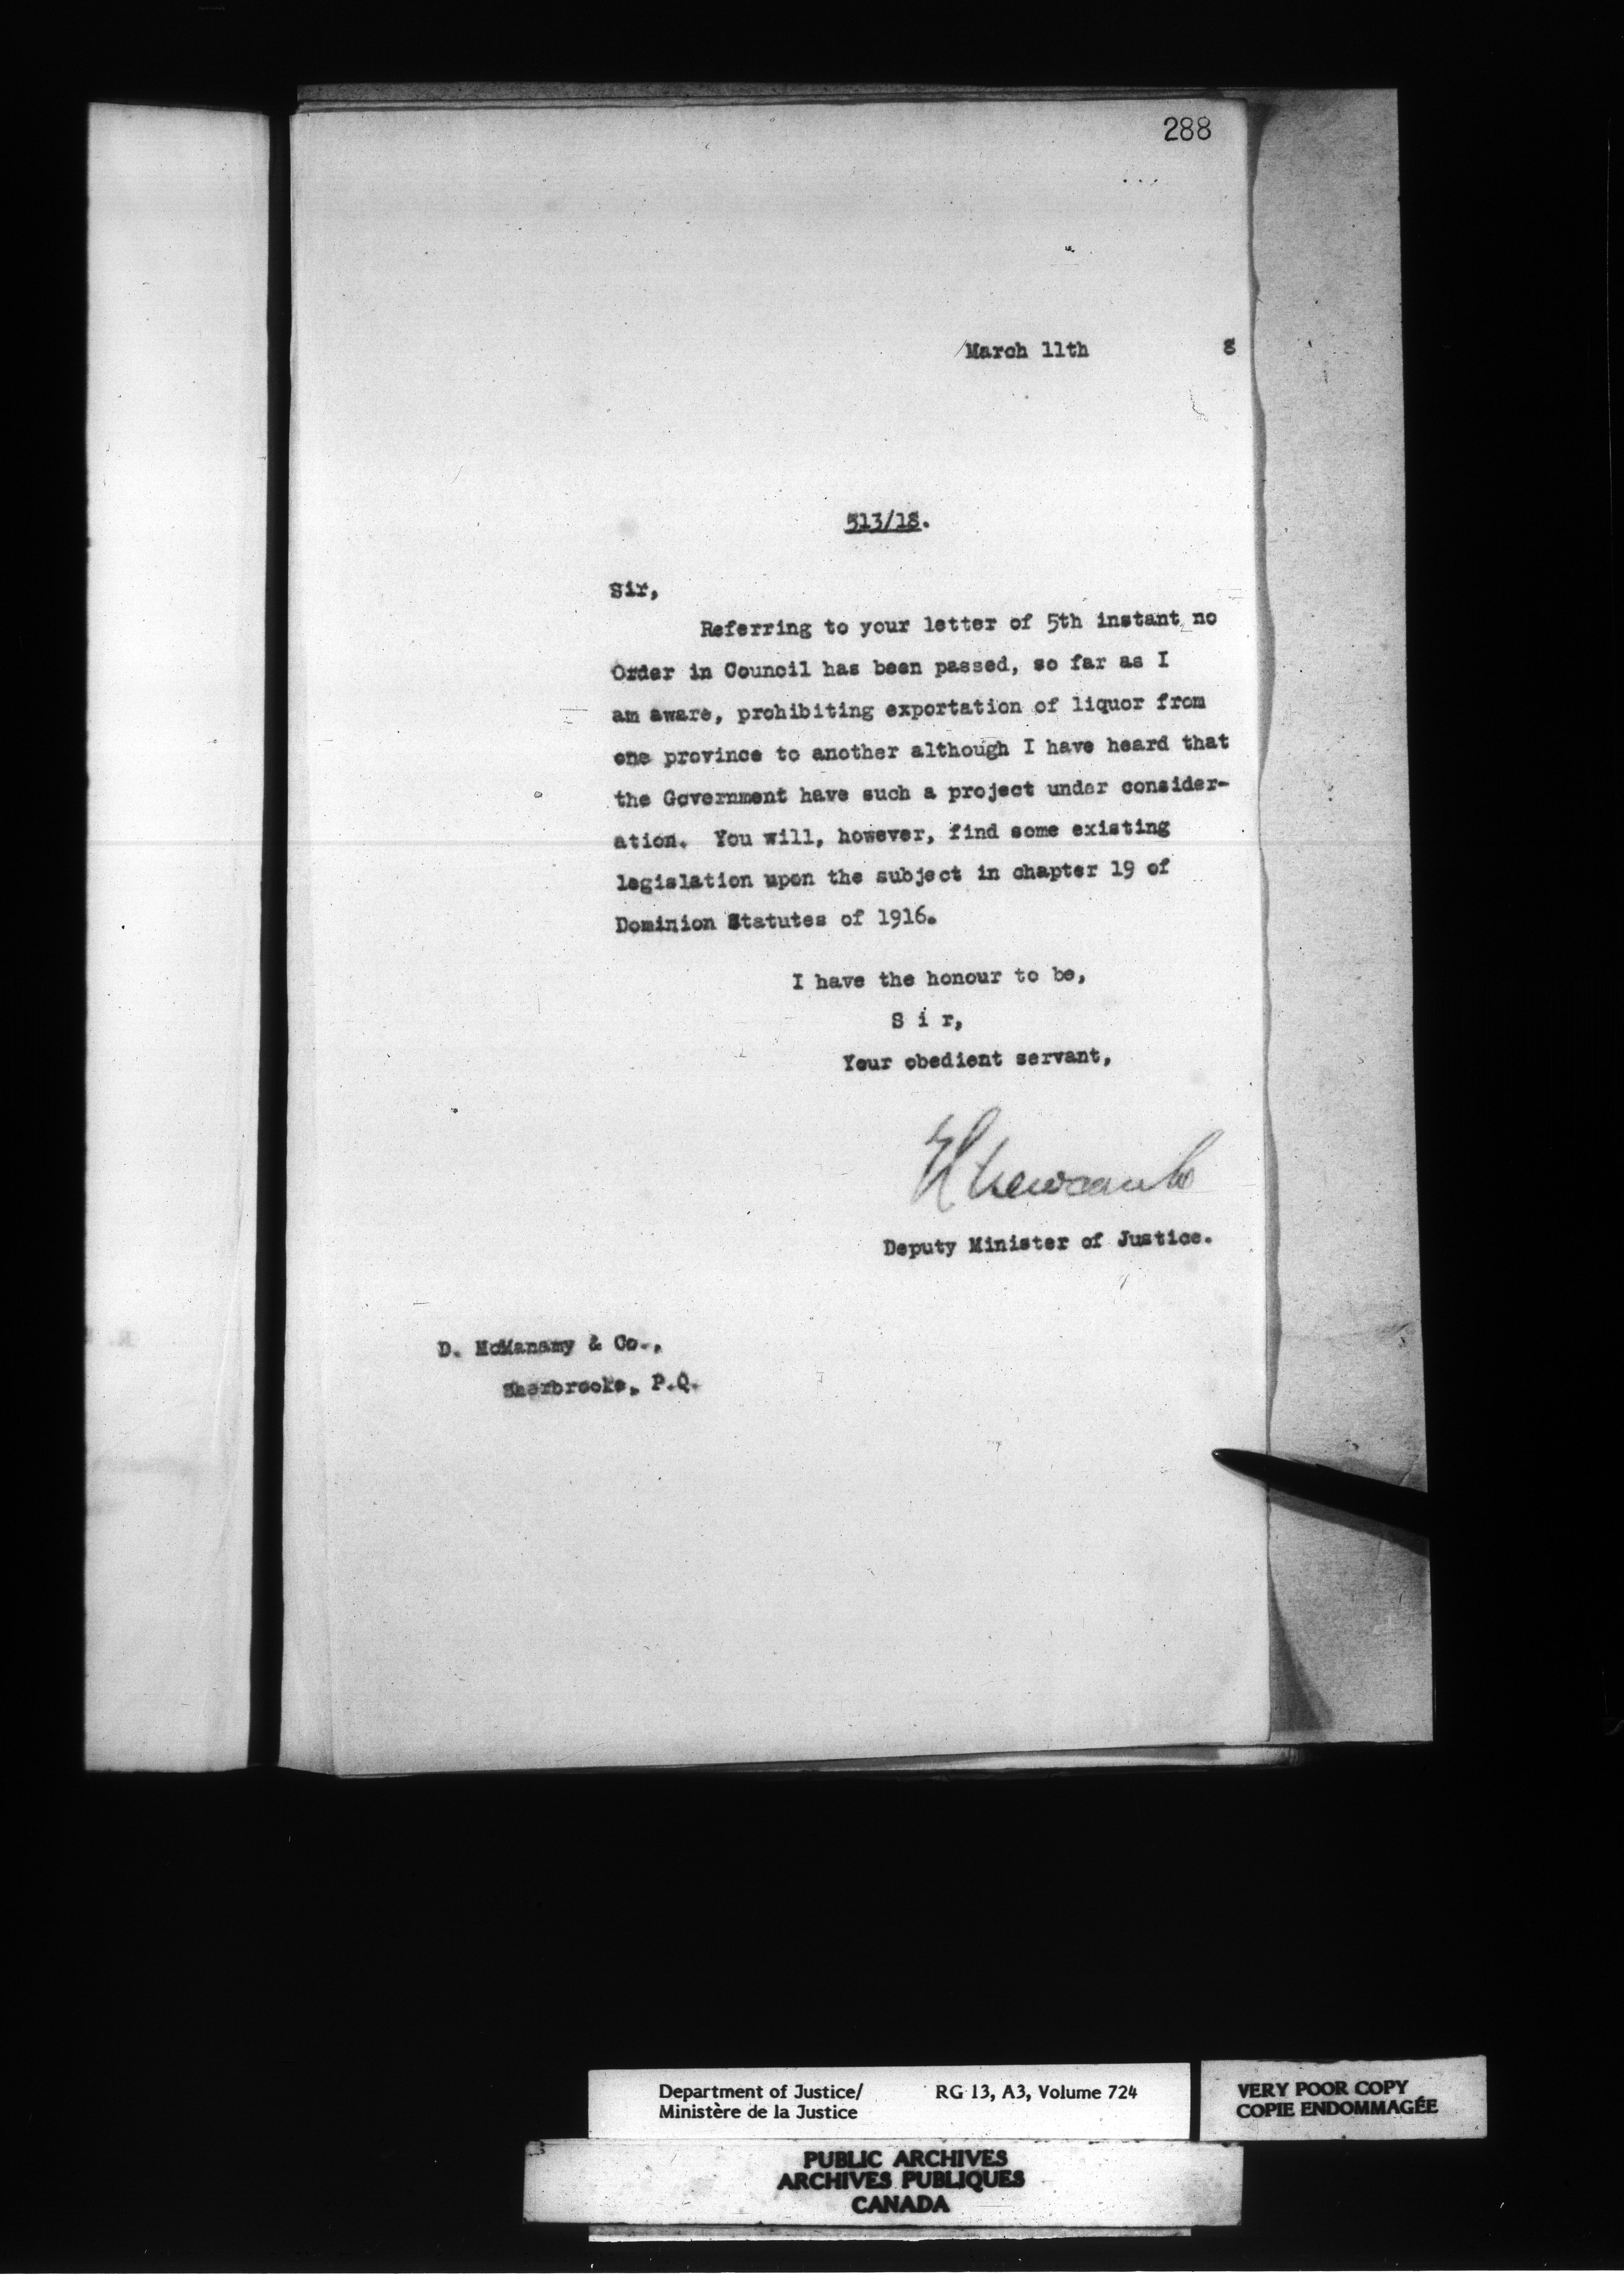 288
March 11th 8
513/18.
Sir,
Referring to your letter of 5th instant no
Order in Council has been passed, so far as I
am aware, prohibiting exportation of liquor from
one province to another although I have heard that
the Government have such a project under consider-
ation. You will, however, find some existing
legislation upon the subject in chapter 19 of
Dominion Statutes of 1916.
I have the honour to be,
S i r,
Your obedient servant,
E L Newcombe
Deputy Minister of Justice.
D. McManamy & Co.,
Sherbrooke, P.Q.
Department of Justice/ RG 13, A3, Volume 724
Ministère de la Justice
VERY POOR COPY
COPIE ENDOMMAGÉE
PUBLIC ARCHIVES
ARCHIVES PUBLIQUES
CANADA